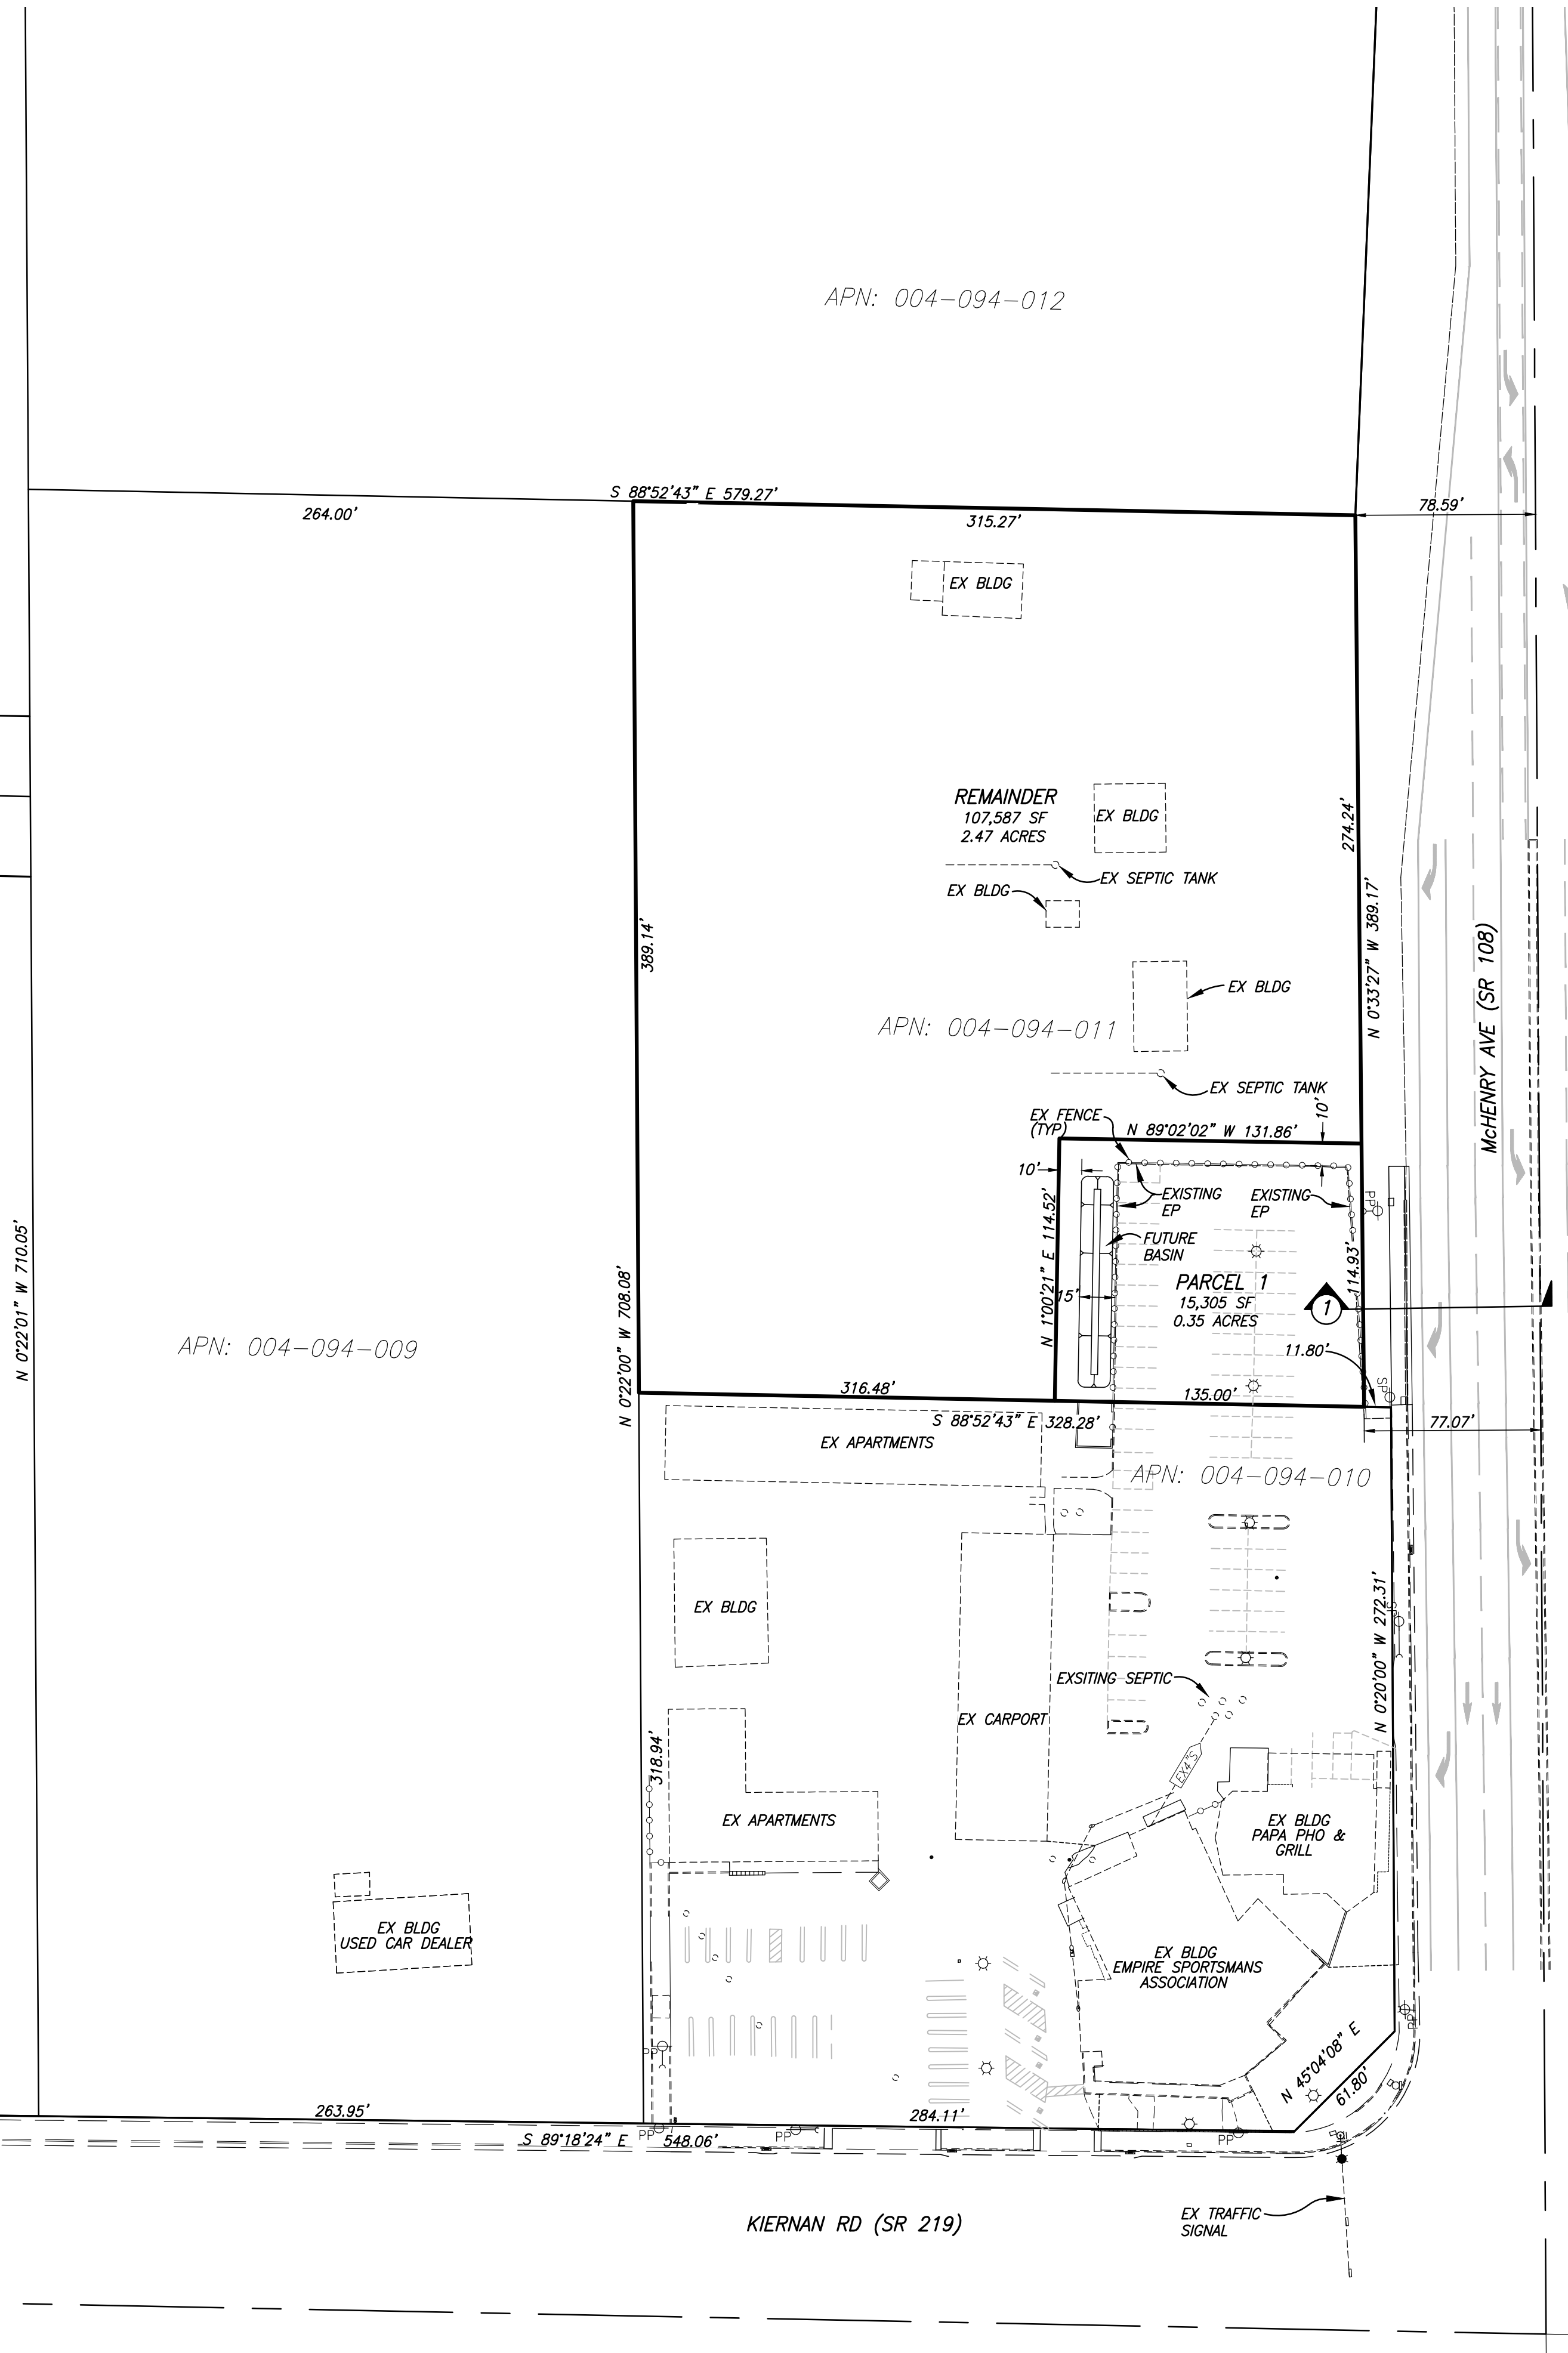 APN: 004-094-012
S 88°52'43" E 579.27'
264.00'
315.27'
78.59'
EX BLDG
REMAINDER
107,587 SF
2.47 ACRES
EX BLDG
274.24'
EX SEPTIC TANK
EX BLDG
389.14'
N 0°33'27" W 389.17'
McHENRY AVE (SR 108)
EX BLDG
APN: 004-094-011
EX SEPTIC TANK
EX FENCE
(TYP)
N 89°02'02" W 131.86'
10'
10'
EXISTING
EP
EXISTING
EP
PP
N 1°00'21" E 114.52'
FUTURE
BASIN
15'
PARCEL 1
15,305 SF
0.35 ACRES
114.93'
1
11.80'
N 0°22'01" W 710.05'
APN: 004-094-009
N 0°22'00" W 708.08'
316.48'
135.00'
SP
S 88°52'43" E 328.28'
77.07'
EX APARTMENTS
APN: 004-094-010
EX BLDG
N 0°20'00" W 272.31'
SP
EXSITING SEPTIC
EX CARPORT
318.94'
EX4"S
EX APARTMENTS
EX BLDG
PAPA PHO &
GRILL
EX BLDG
USED CAR DEALER
EX BLDG
EMPIRE SPORTSMANS
ASSOCIATION
PP
N 45°04'08" E
61.80'
263.95'
284.11'
S 89°18'24" E 548.06'
PP
PP
PP
KIERNAN RD (SR 219)
EX TRAFFIC
SIGNAL